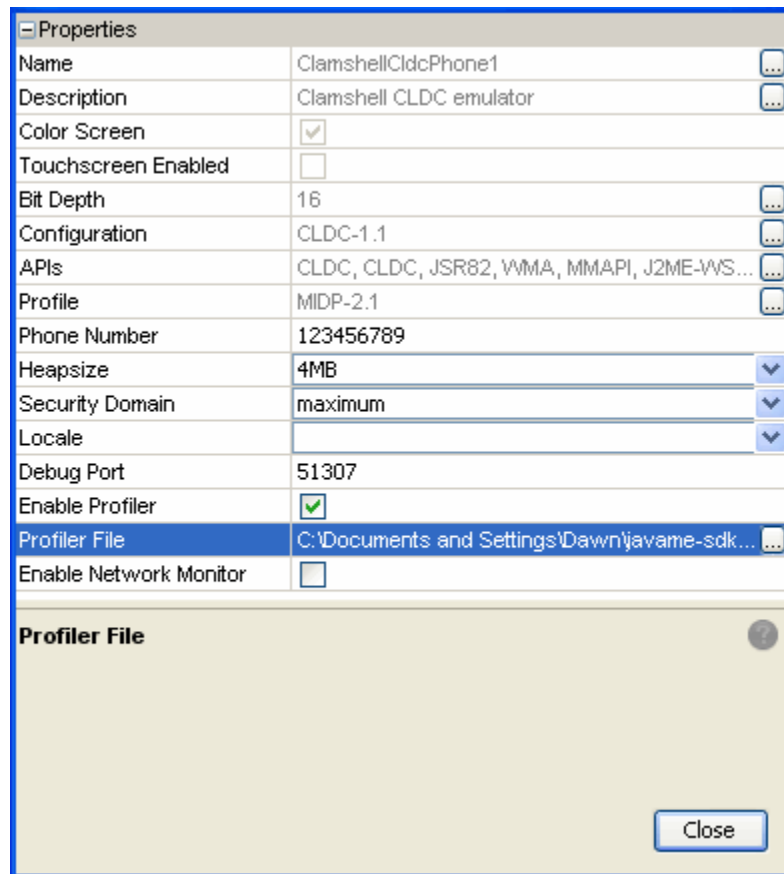 Properties
Name ClamshellCldcPhone1 ...
Description Clamshell CLDC emulator ...
Color Screen
Touchscreen Enabled
Bit Depth 16 ...
Configuration CLDC-1.1 ...
APIs CLDC, CLDC, JSR82, WMA, MMAPI, J2ME-WS... ...
Profile MIDP-2.1 ...
Phone Number 123456789
Heapsize 4MB
Security Domain maximum
Locale
Debug Port 51307
Enable Profiler
Profiler File C:\Documents and Settings\Dawn\javame-sdk... ...
Enable Network Monitor
Profiler File ?
Close